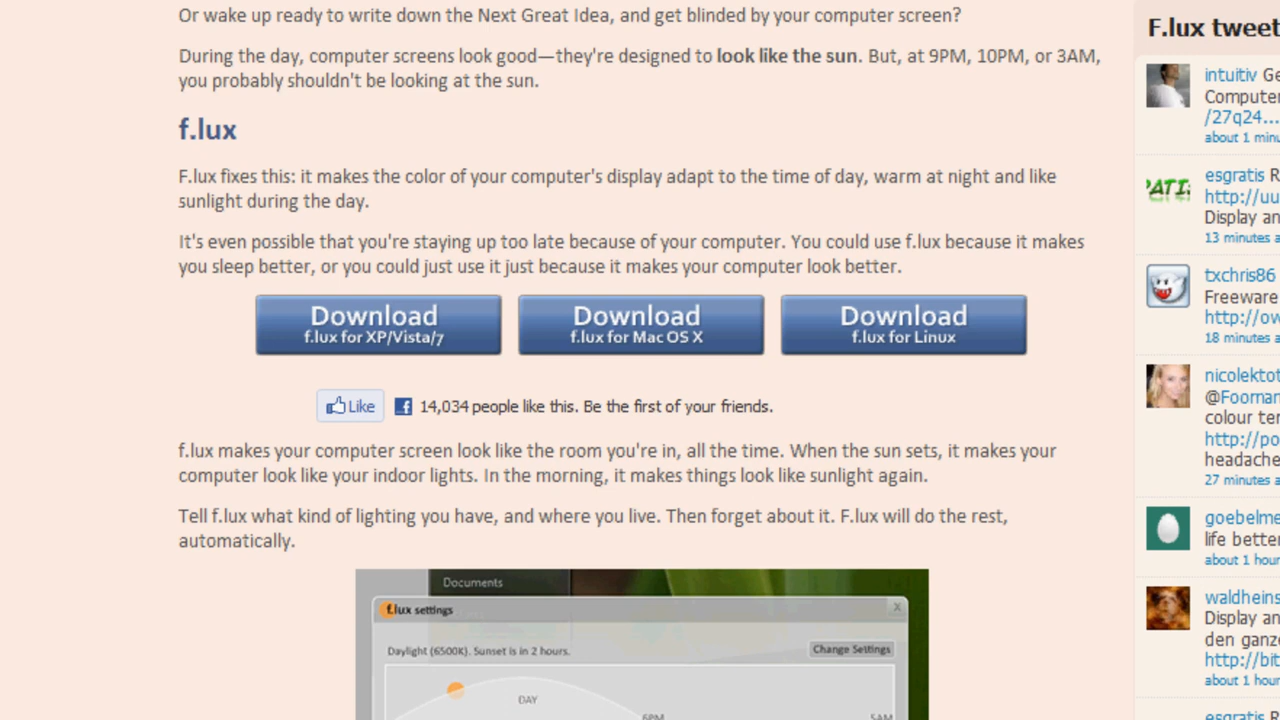 Or wake up ready to write down the Next Great Idea, and get blinded by your computer screen?
During the day, computer screens look good—they're designed to look like the sun. But, at 9PM, 10PM, or 3AM,
you probably shouldn't be looking at the sun.
f.lux
F.lux fixes this: it makes the color of your computer's display adapt to the time of day, warm at night and like
sunlight during the day.
It's even possible that you're staying up too late because of your computer. You could use f.lux because it makes
you sleep better, or you could just use it just because it makes your computer look better.
Download
f.lux for XP/Vista/7
Download
f.lux for Mac OS X
Download
f.lux for Linux
Like
14,034 people like this. Be the first of your friends.
f.lux makes your computer screen look like the room you're in, all the time. When the sun sets, it makes your
computer look like your indoor lights. In the morning, it makes things look like sunlight again.
Tell f.lux what kind of lighting you have, and where you live. Then forget about it. F.lux will do the rest,
automatically.
Documents
f.lux settings
X
Daylight (6500K). Sunset is in 2 hours.
Change Settings
DAY
6PM
5AM
F.lux tweet
intuitiv Ge
Computer
/27q24...
about 1 minu
esgratis R
http://uu
Display an
13 minutes a
txchris86
Freeware
http://ow
18 minutes a
nicolektot
@Fooman
colour ter
http://po
headache
27 minutes a
goebelme
life better
about 1 hour
waldheins
Display an
den ganze
http://bit
about 1 hour
esgratis R